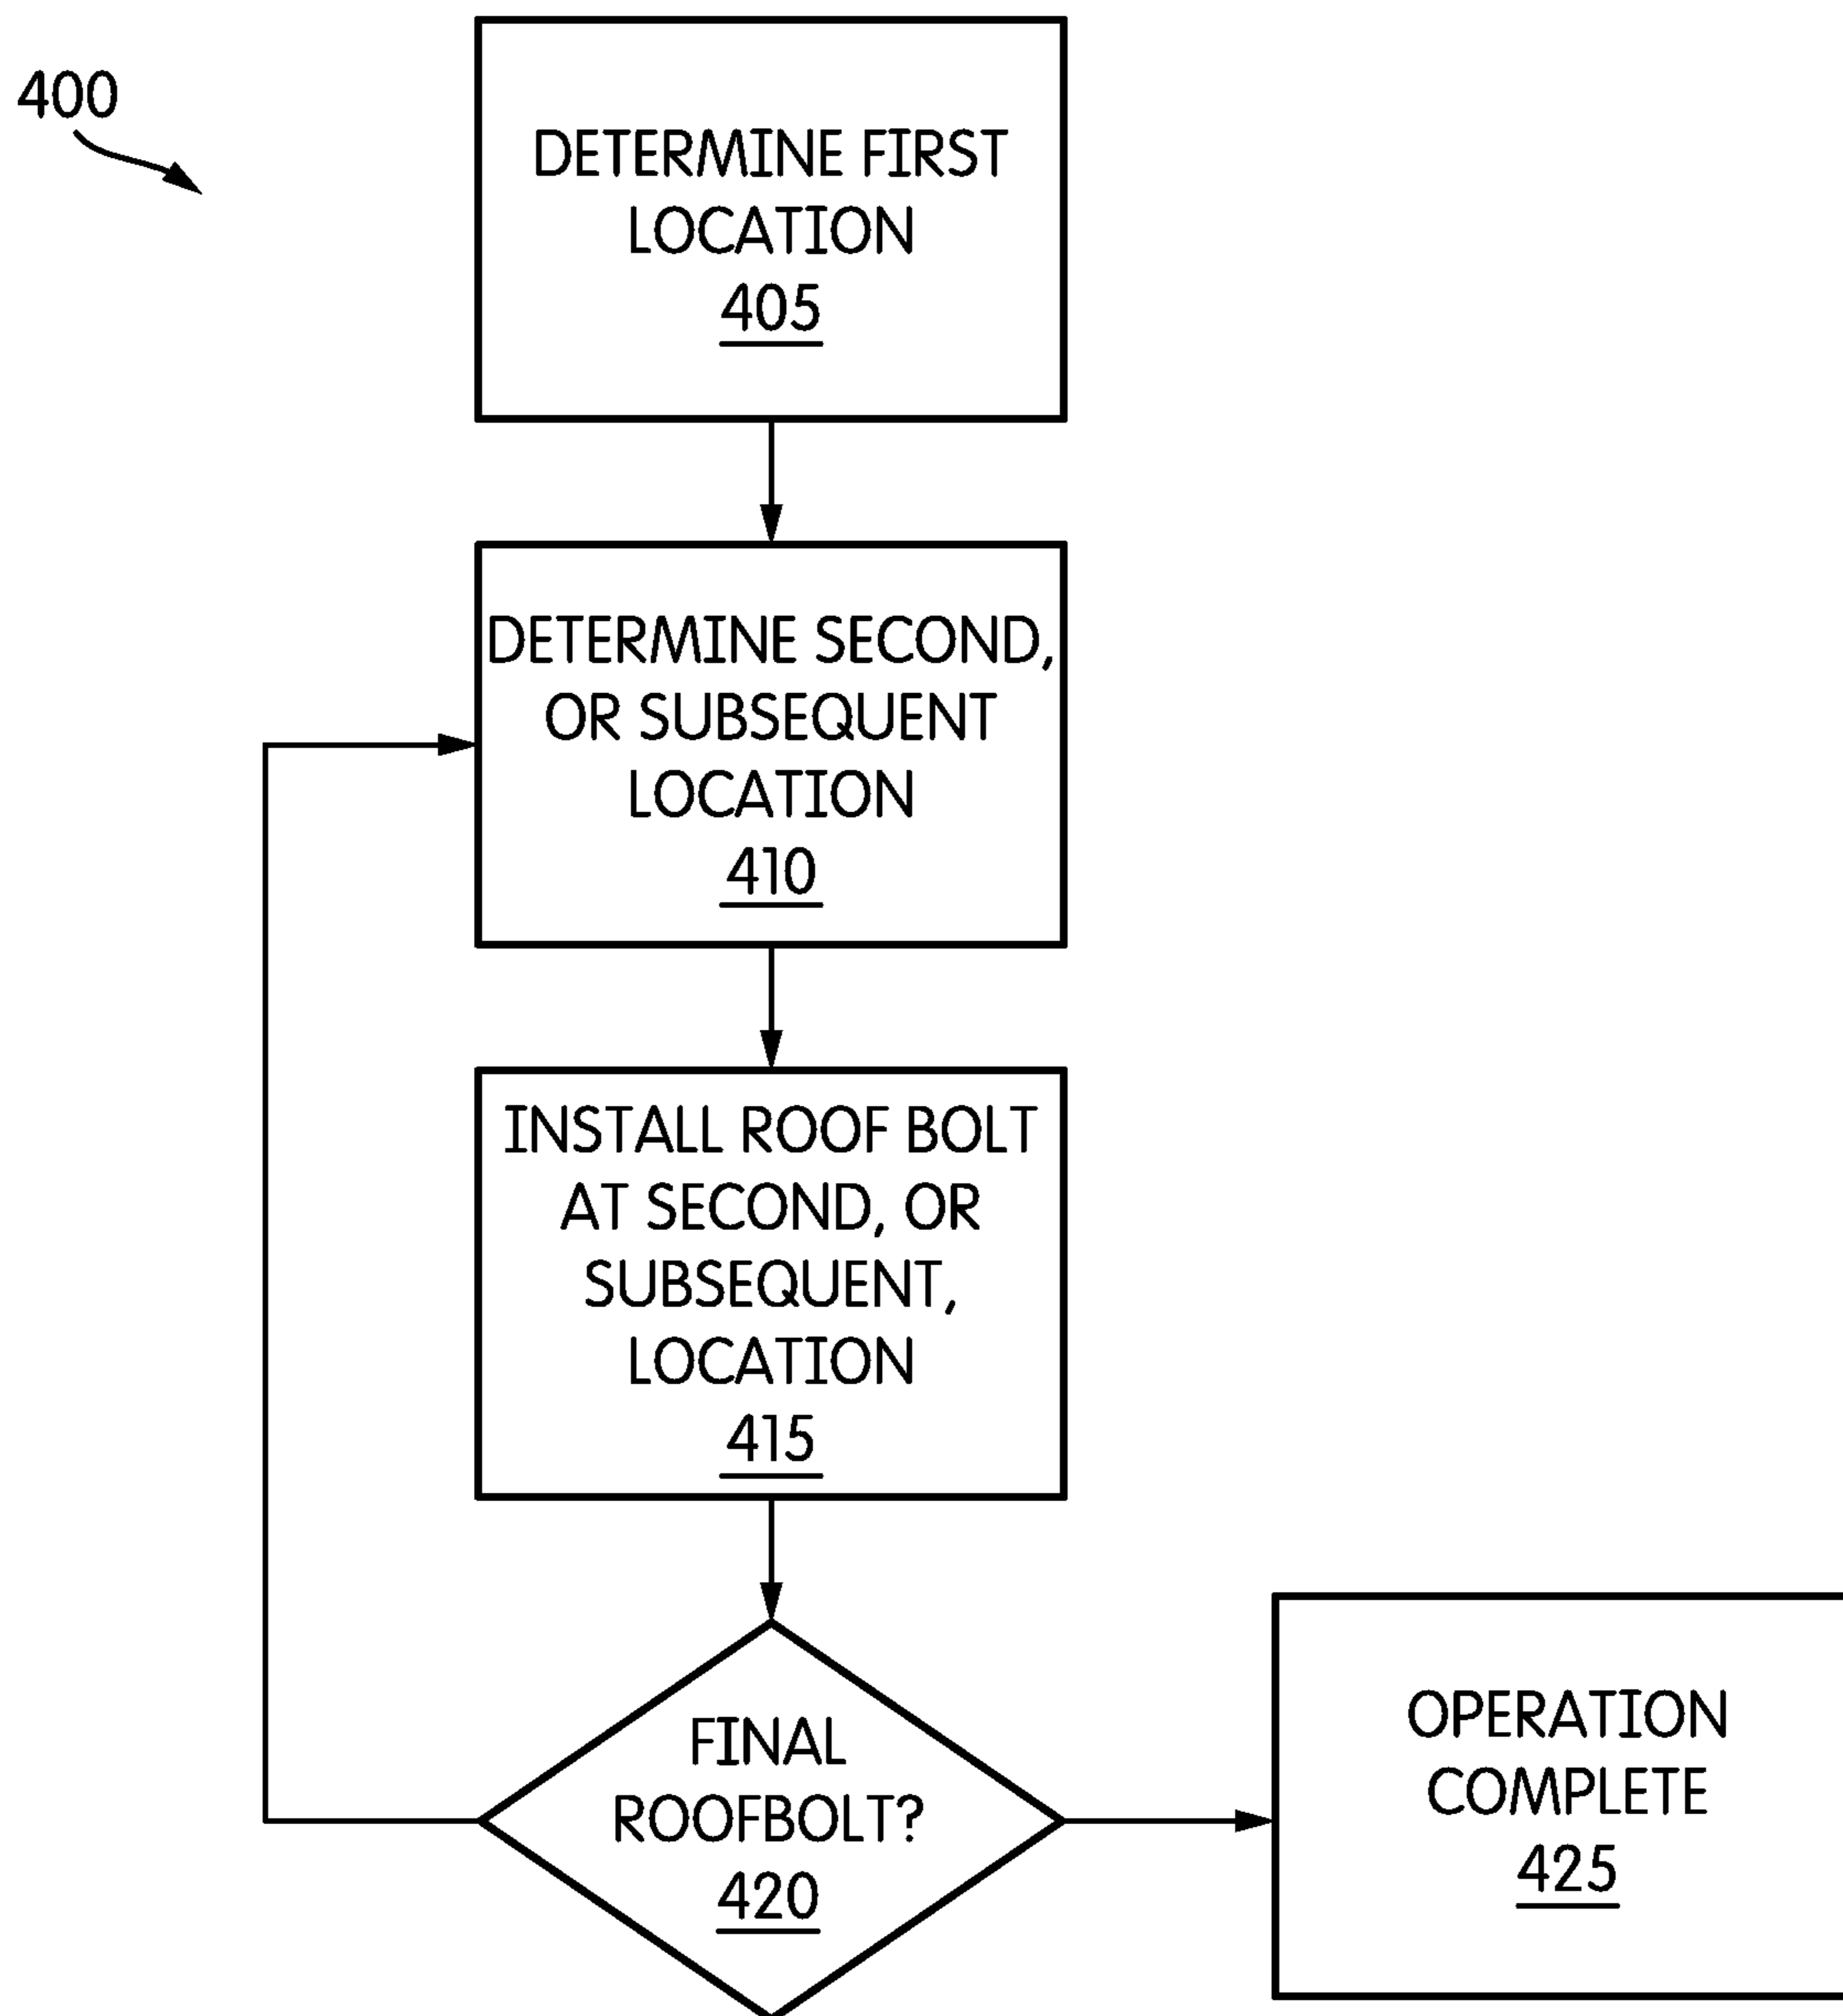 400
DETERMINE FIRST
LOCATION
405
DETERMINE SECOND,
OR SUBSEQUENT
LOCATION
410
INSTALL ROOF BOLT
AT SECOND, OR
SUBSEQUENT,
LOCATION
415
FINAL
ROOFBOLT?
420
OPERATION
COMPLETE
425